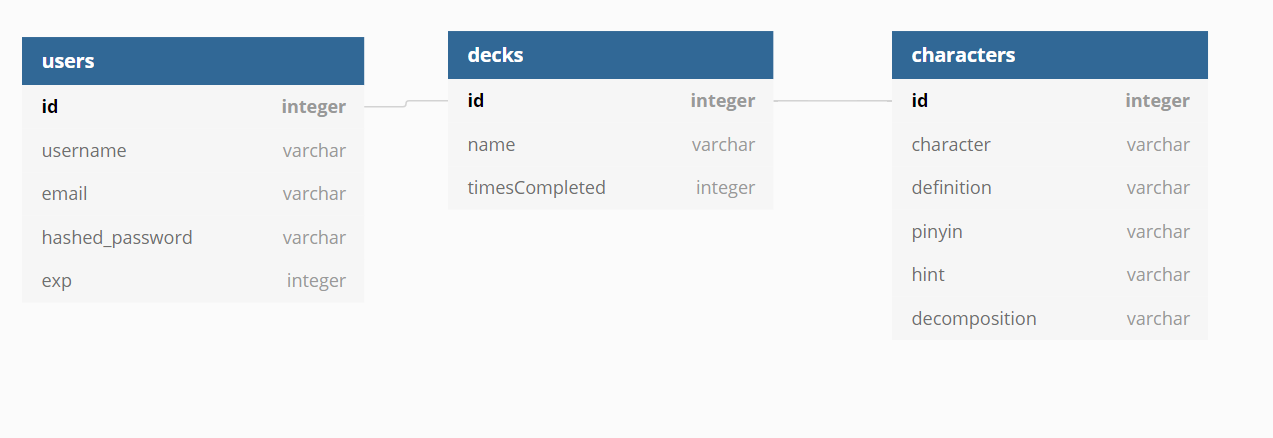 users
id integer
username varchar
email varchar
hashed_password varchar
exp integer
decks
id integer
name varchar
timesCompleted integer
characters
id integer
character varchar
definition varchar
pinyin varchar
hint varchar
decomposition varchar